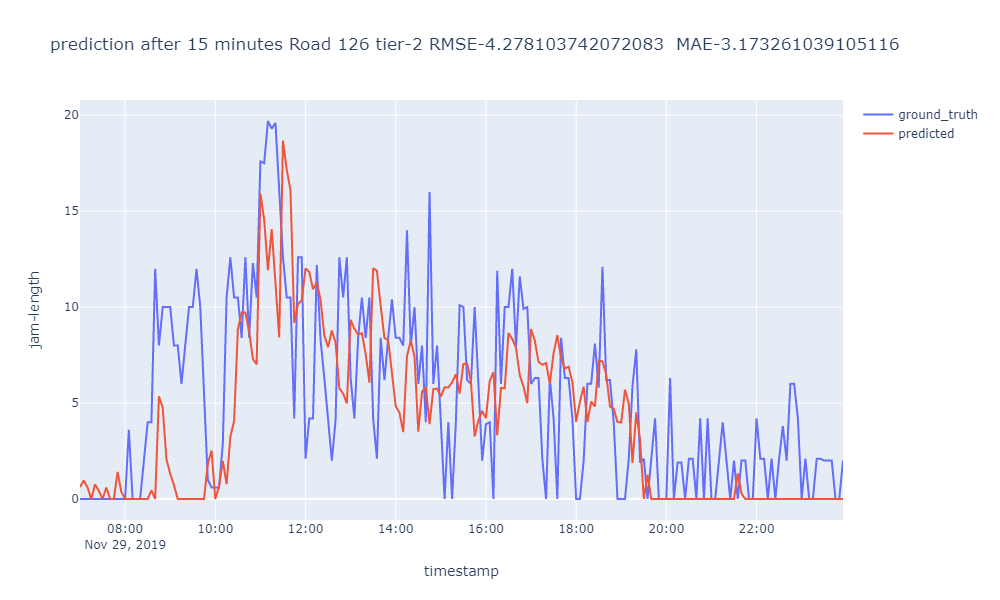 prediction after 15 minutes Road 126 tier-2 RMSE-4.278103742072083  MAE-3.173261039105116
ground_truth
predicted
jam-length
20
15
10
5
0
08:00 10:00 12:00 14:00 16:00 18:00 20:00 22:00
Nov 29, 2019
timestamp